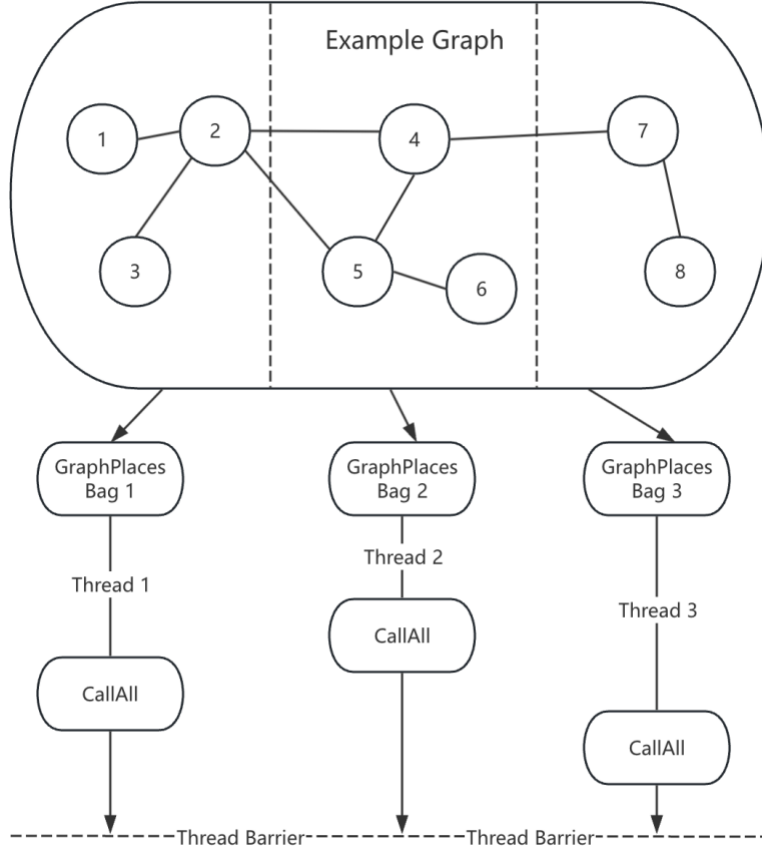 Example Graph
1
2
4
7
3
5
6
8
GraphPlaces
Bag 1
GraphPlaces
Bag 2
GraphPlaces
Bag 3
Thread 1
Thread 2
Thread 3
CallAll
CallAll
CallAll
Thread Barrier
Thread Barrier